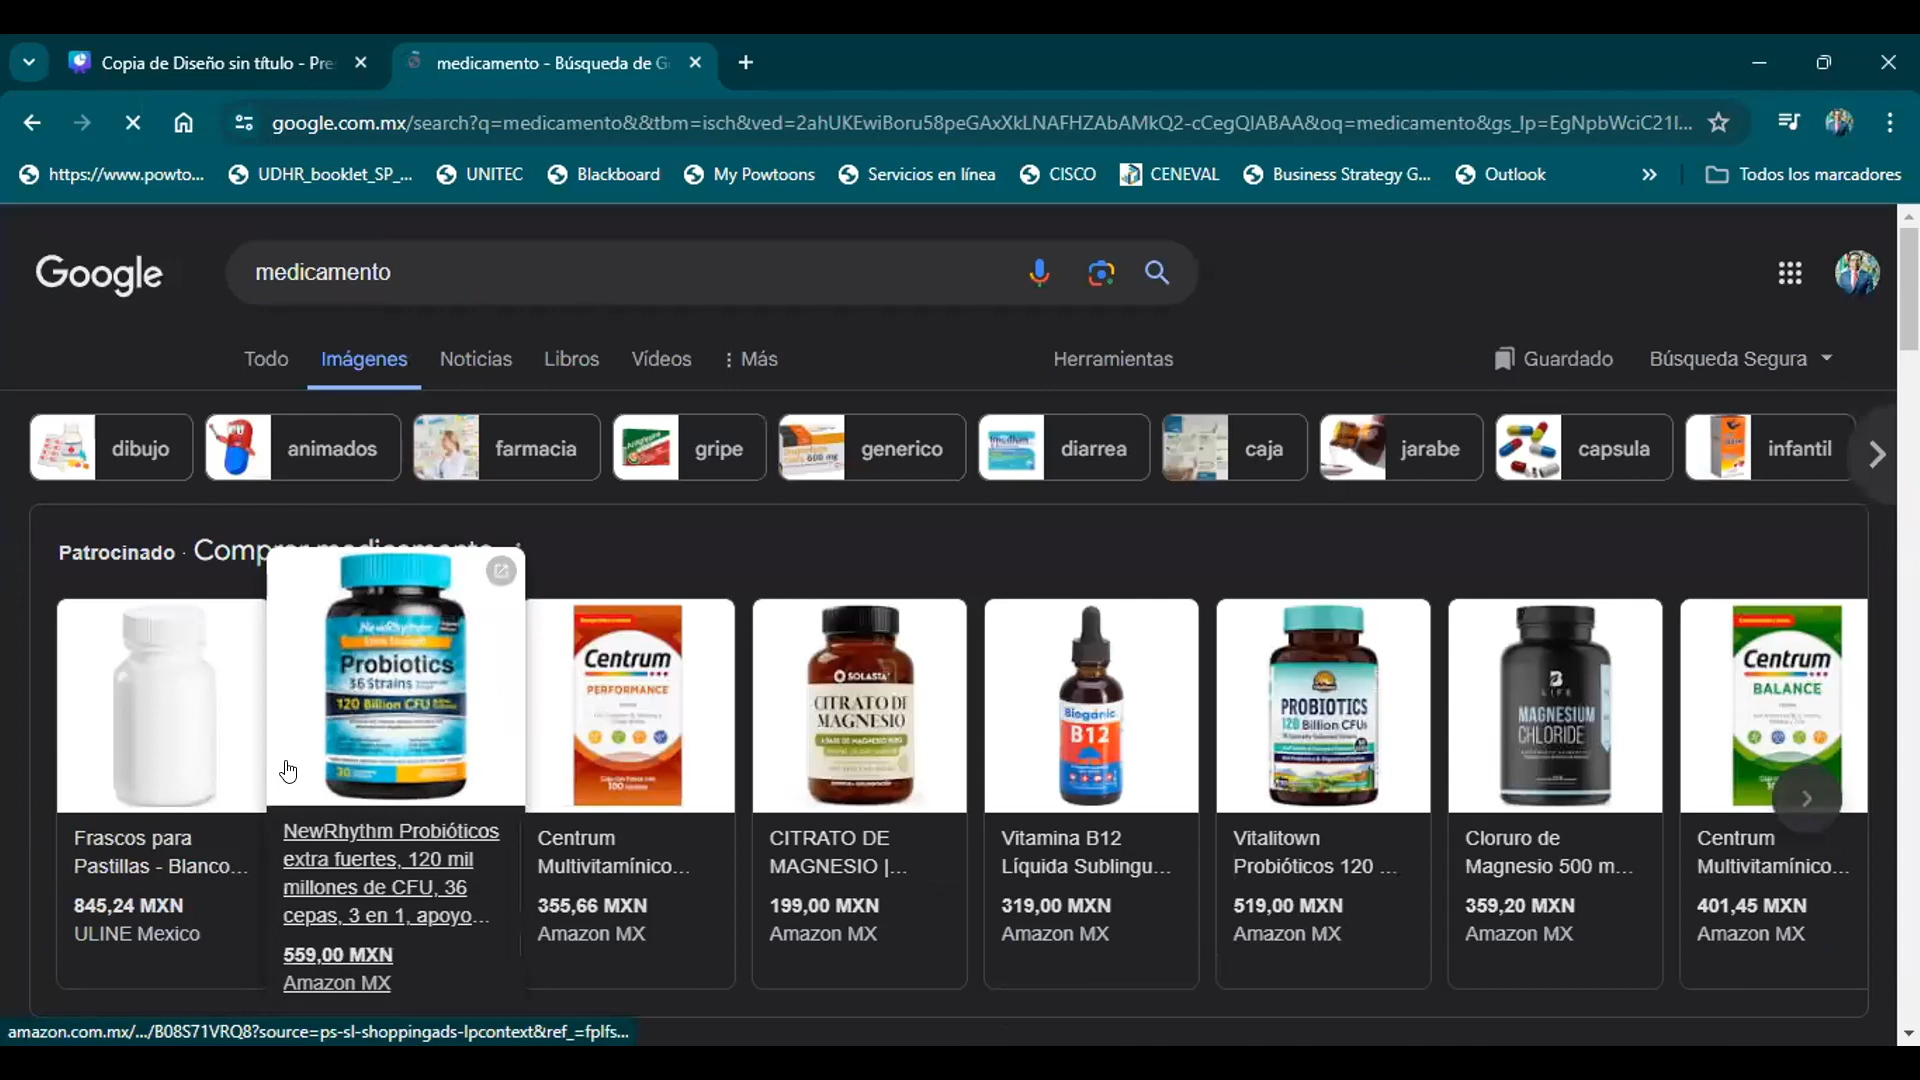 Copia de Diseño sin título - Pre
medicamento - Búsqueda de G
google.com.mx/search?q=medicamento&&tbm=isch&ved=2ahUKEwiBoru58peGAxXkLNAFHZAbAMkQ2-cCegQIABAA&oq=medicamento&gs_lp=EgNpbWciC21l...
https://www.powto... UDHR_booklet_SP_... UNITEC Blackboard My Powtoons Servicios en línea CISCO CENEVAL Business Strategy G... Outlook Todos los marcadores
Google
medicamento
Todo Imágenes Noticias Libros Vídeos Más Herramientas Guardado Búsqueda Segura
dibujo animados farmacia gripe generico diarrea caja jarabe capsula infantil
Patrocinado · Comprar medicamento
NewRhythm
Probiotics
36 Strains
120 Billion CFU
30
Centrum
PERFORMANCE
100
SOLASTA
CITRATO DE
MAGNESIO
Bioganic
B12
PROBIOTICS
120 Billion CFUs
B
LIFE
MAGNESIUM
CHLORIDE
Centrum
BALANCE
Frascos para
Pastillas - Blanco...
845,24 MXN
ULINE Mexico
NewRhythm Probióticos
extra fuertes, 120 mil
millones de CFU, 36
cepas, 3 en 1, apoyo...
559,00 MXN
Amazon MX
Centrum
Multivitamínico...
355,66 MXN
Amazon MX
CITRATO DE
MAGNESIO |...
199,00 MXN
Amazon MX
Vitamina B12
Líquida Sublingu...
319,00 MXN
Amazon MX
Vitalitown
Probióticos 120 ...
519,00 MXN
Amazon MX
Cloruro de
Magnesio 500 m...
359,20 MXN
Amazon MX
Centrum
Multivitamínico...
401,45 MXN
Amazon MX
amazon.com.mx/.../B08S71VRQ8?source=ps-sl-shoppingads-lpcontext&ref_=fplfs...